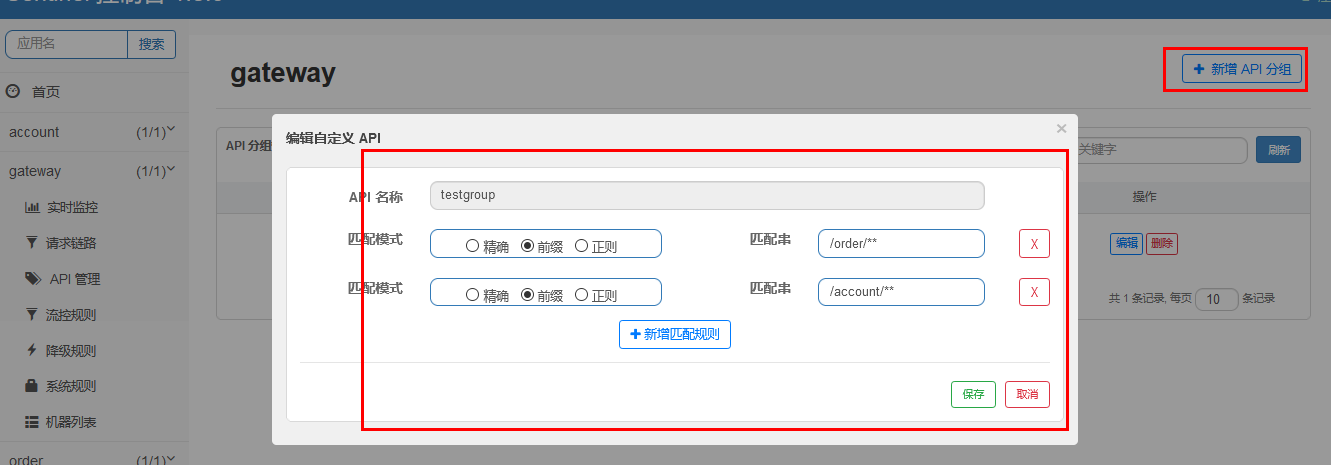 应用名 搜索
gateway
+ 新增 API 分组
首页
account (1/1)
gateway (1/1)
实时监控
请求链路
API 管理
流控规则
降级规则
系统规则
机器列表
order (1/1)
API 分组
关键字 刷新
操作
编辑 删除
共 1 条记录, 每页 10 条记录
编辑自定义 API ×
API 名称 testgroup
匹配模式 精确 前缀 正则 匹配串 /order/** X
匹配模式 精确 前缀 正则 匹配串 /account/** X
+ 新增匹配规则
保存 取消